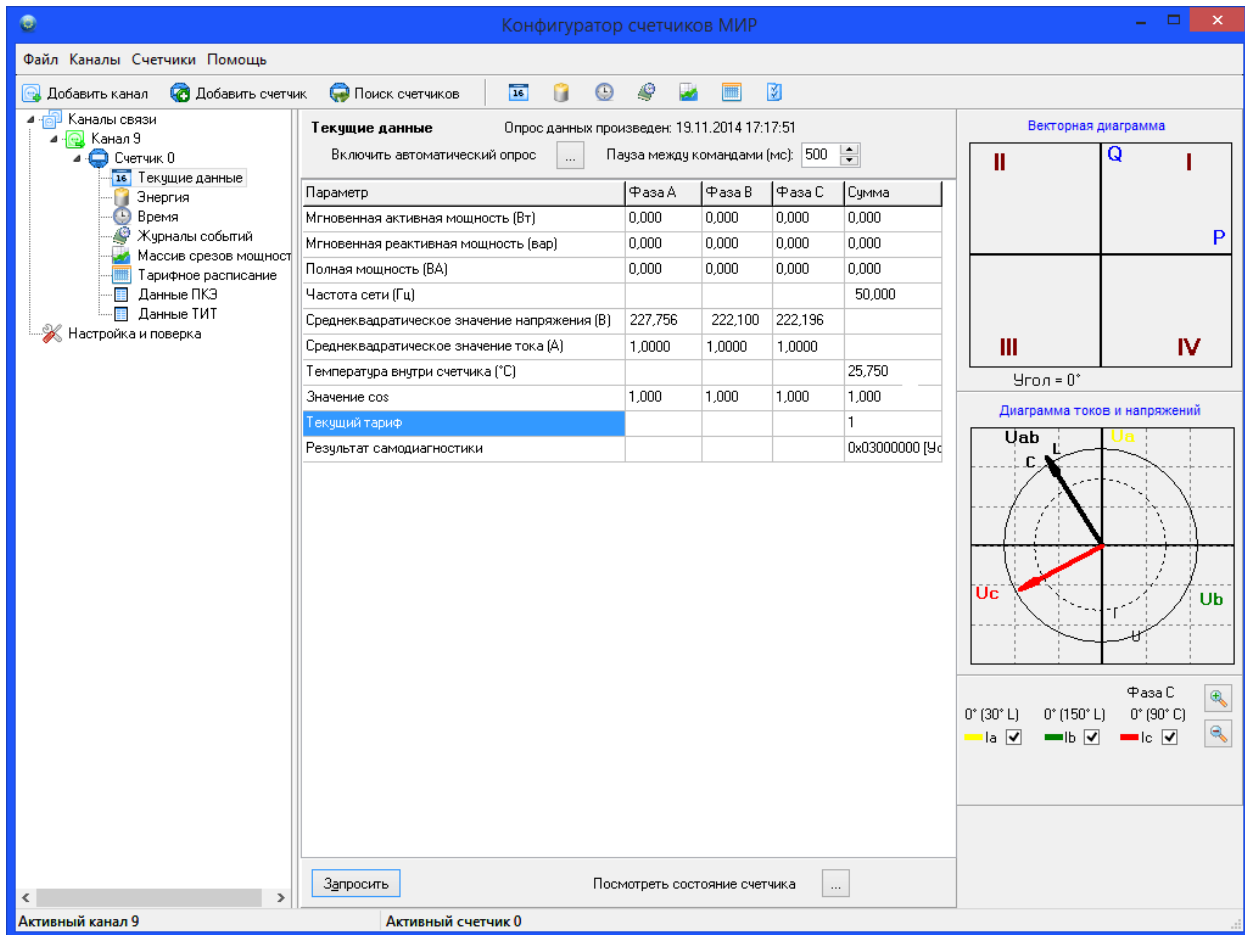 Конфигуратор счетчиков МИР
Файл Каналы Счетчики Помощь
Добавить канал Добавить счетчик Поиск счетчиков 16
Каналы связи
Канал 9
Счетчик 0
16 Текущие данные
Энергия
Время
Журналы событий
Массив срезов мощност
Тарифное расписание
Данные ПКЭ
Данные ТИТ
Настройка и поверка
Текущие данные Опрос данных произведен: 19.11.2014 17:17:51
Включить автоматический опрос ... Пауза между командами (мс): 500
Параметр Фаза А Фаза В Фаза С Сумма
Мгновенная активная мощность (Вт) 0,000 0,000 0,000 0,000
Мгновенная реактивная мощность (вар) 0,000 0,000 0,000 0,000
Полная мощность (ВА) 0,000 0,000 0,000 0,000
Частота сети (Гц) 50,000
Среднеквадратическое значение напряжения (В) 227,756 222,100 222,196
Среднеквадратическое значение тока (А) 1,0000 1,0000 1,0000
Температура внутри счетчика (°С) 25,750
Значение cos 1,000 1,000 1,000 1,000
Текущий тариф 1
Результат самодиагностики 0x03000000 [Ус
Запросить Посмотреть состояние счетчика ...
Векторная диаграмма
II Q I
P
III IV
Угол = 0°
Диаграмма токов и напряжений
Uab Ua
L
C
Uc Ub
I
U
Фаза С
0° (30° L) 0° (150° L) 0° (90° C)
Ia Ib Ic
Активный канал 9 Активный счетчик 0